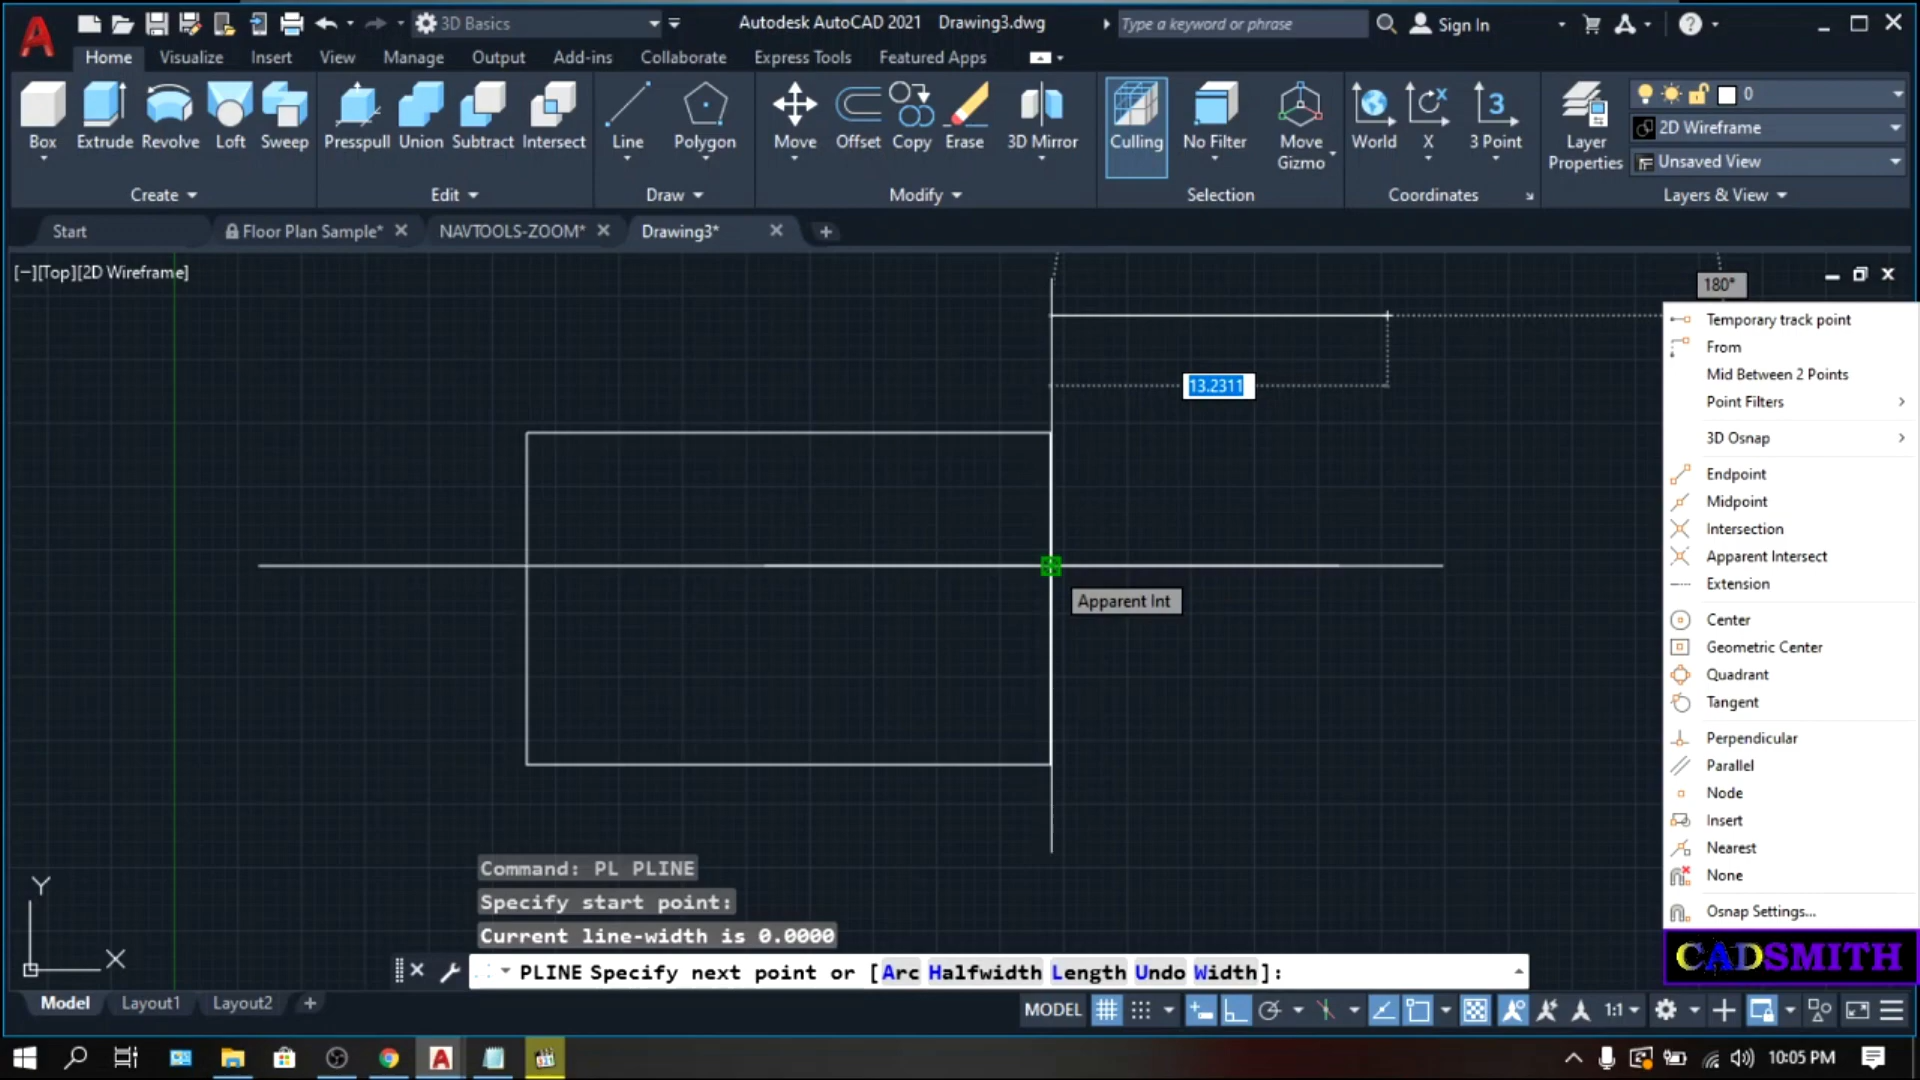 3D Basics
Autodesk AutoCAD 2021 Drawing3.dwg
Type a keyword or phrase
Sign In
Home Visualize Insert View Manage Output Add-ins Collaborate Express Tools Featured Apps
Box Extrude Revolve Loft Sweep Presspull Union Subtract Intersect Line Polygon Move Offset Copy Erase 3D Mirror Culling No Filter Move Gizmo World X 3 Point Layer Properties
0
2D Wireframe
Unsaved View
Create Edit Draw Modify Selection Coordinates Layers & View
Start Floor Plan Sample* NAVTOOLS-ZOOM* Drawing3*
[−][Top][2D Wireframe]
180°
Temporary track point
From
Mid Between 2 Points
Point Filters
3D Osnap
Endpoint
Midpoint
Intersection
Apparent Intersect
Extension
Center
Geometric Center
Quadrant
Tangent
Perpendicular
Parallel
Node
Insert
Nearest
None
Osnap Settings...
CADSMITH
13.2311
Apparent Int
Y
X
Command: PL PLINE
Specify start point:
Current line-width is 0.0000
PLINE Specify next point or [Arc Halfwidth Length Undo Width]:
Model Layout1 Layout2 +
MODEL 1:1
10:05 PM